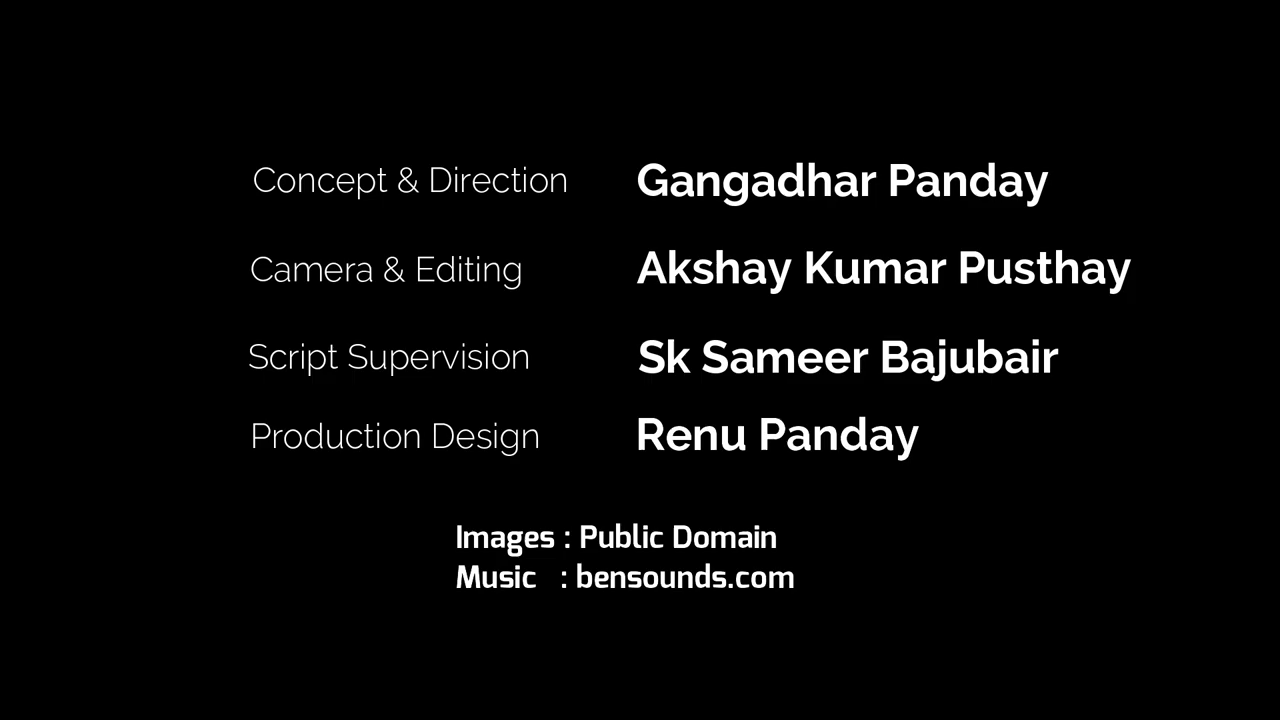 Concept & Direction Gangadhar Panday
Camera & Editing Akshay Kumar Pusthay
Script Supervision Sk Sameer Bajubair
Production Design Renu Panday
Images : Public Domain
Music : bensounds.com